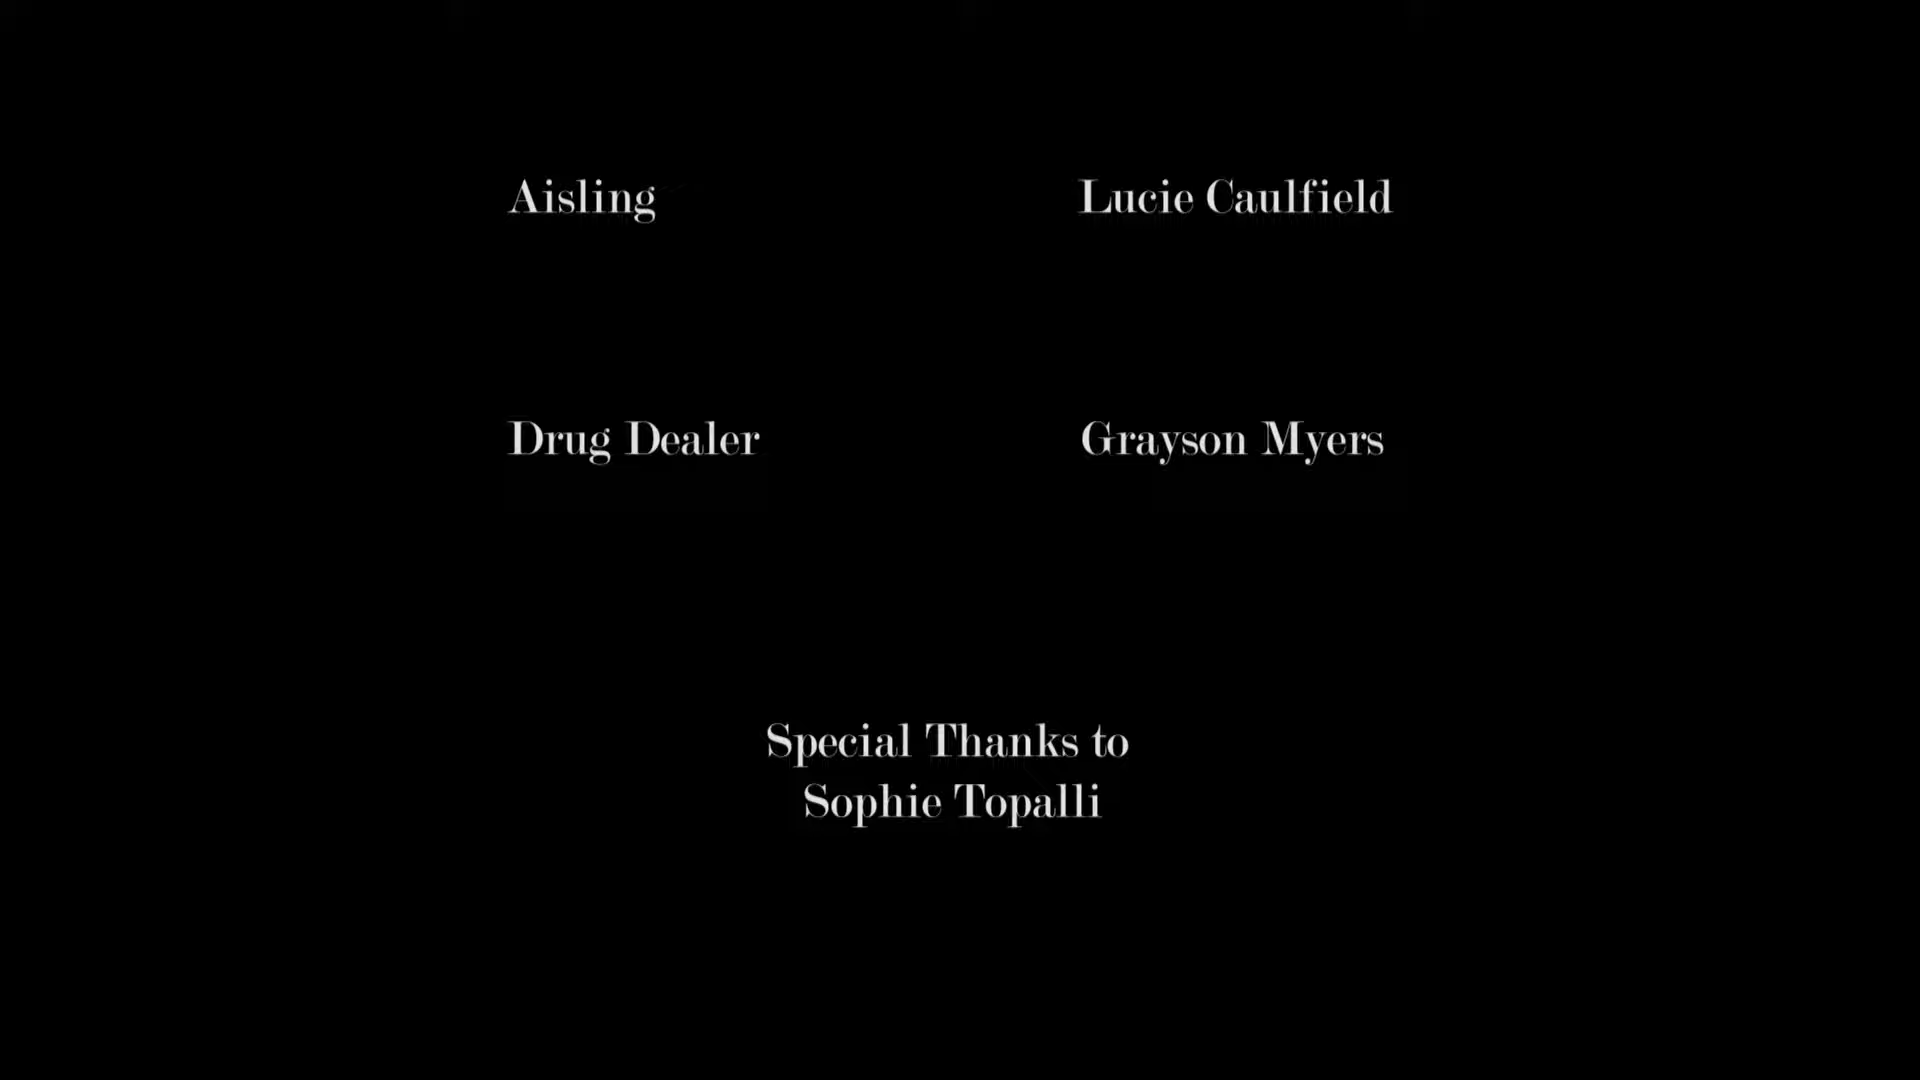 Aisling Lucie Caulfield
Drug Dealer Grayson Myers
Special Thanks to
Sophie Topalli